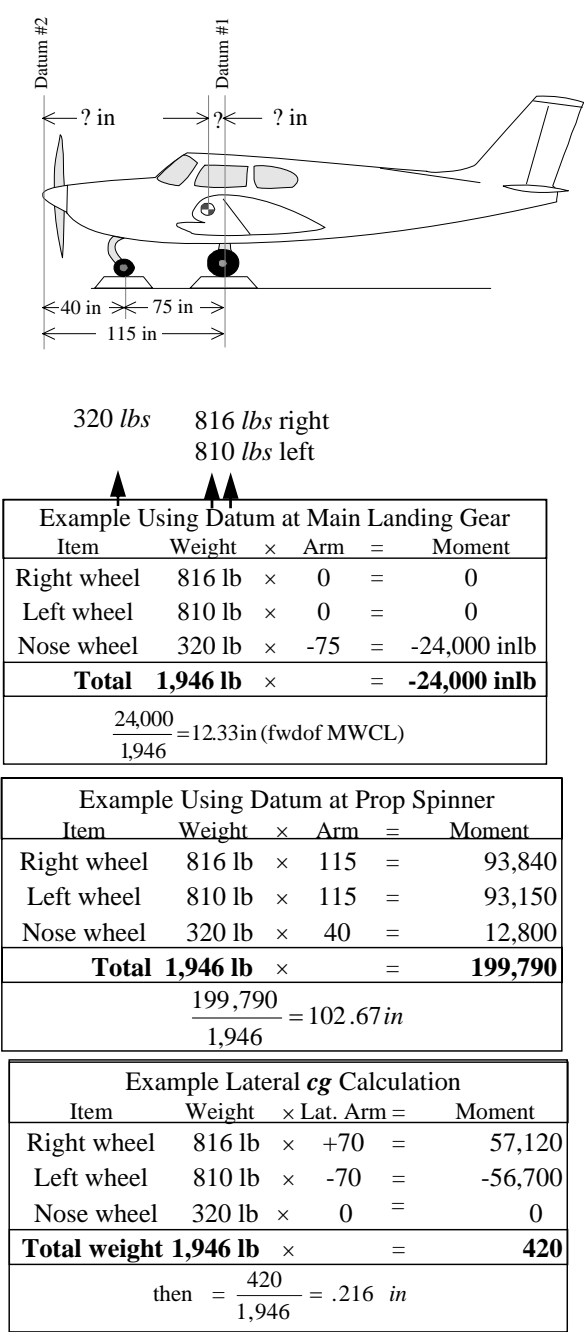 Datum #2
Datum #1
? in
?
? in
40 in
75 in
115 in
320 lbs
816 lbs right
810 lbs left
Example Using Datum at Main Landing Gear
Item Weight × Arm = Moment
Right wheel 816 lb × 0 = 0
Left wheel 810 lb × 0 = 0
Nose wheel 320 lb × -75 = -24,000 inlb
Total 1,946 lb × = -24,000 inlb
24,000
=12.33in (fwdof MWCL)
1,946
Example Using Datum at Prop Spinner
Item Weight × Arm = Moment
Right wheel 816 lb × 115 = 93,840
Left wheel 810 lb × 115 = 93,150
Nose wheel 320 lb × 40 = 12,800
Total 1,946 lb × = 199,790
199,790
= 102.67in
1,946
Example Lateral cg Calculation
Item Weight × Lat. Arm = Moment
Right wheel 816 lb × +70 = 57,120
Left wheel 810 lb × -70 = -56,700
Nose wheel 320 lb × 0 = 0
Total weight 1,946 lb × = 420
420
then = = .216 in
1,946